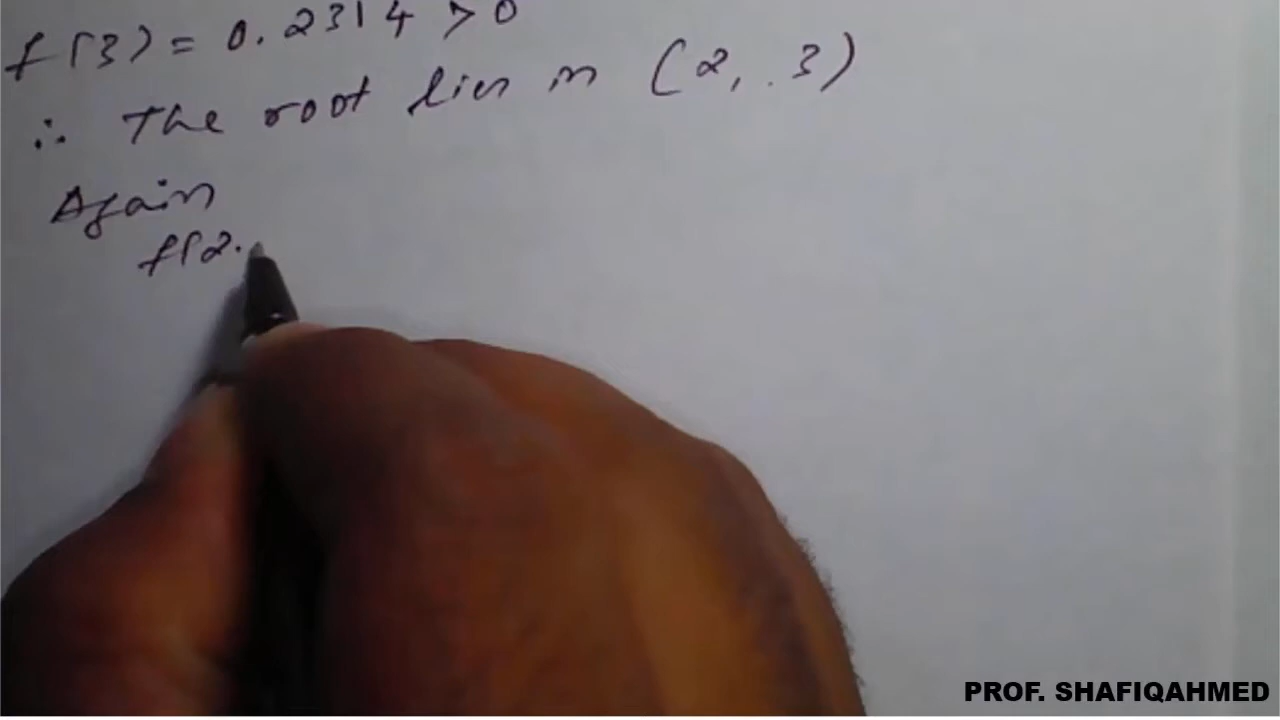 f(3) = 0.2314 > 0
∴ The root lies in (2, 3)
Again
f(2.
PROF. SHAFIQAHMED